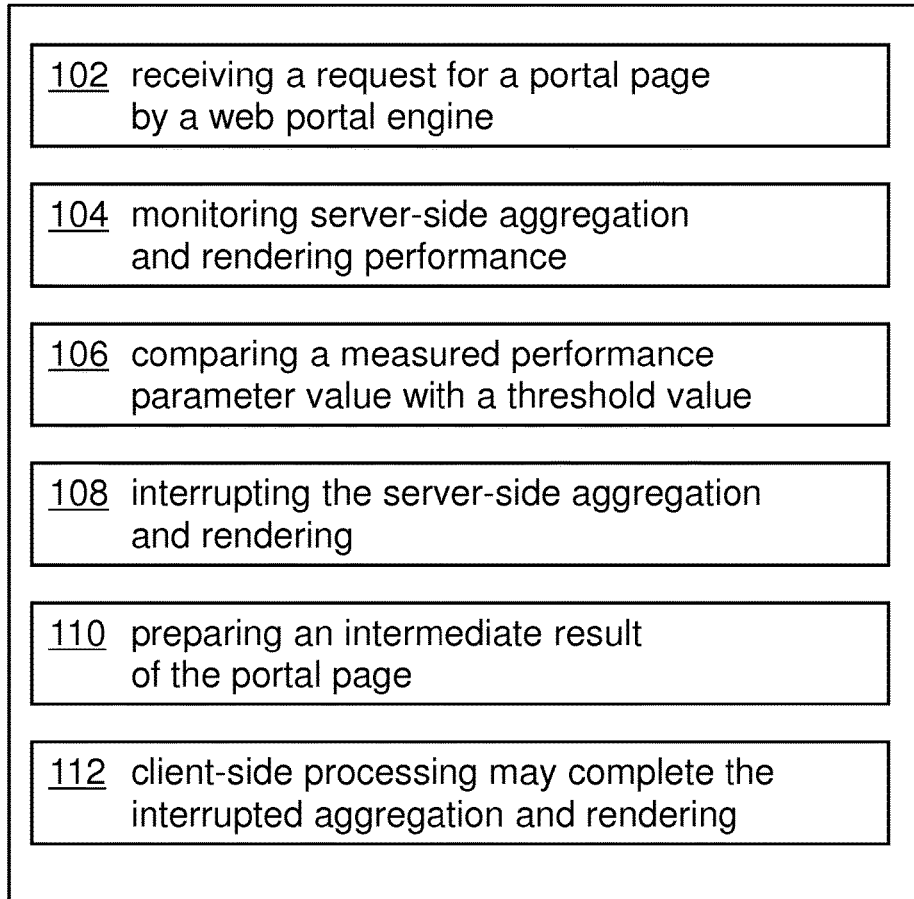 102 receiving a request for a portal page
by a web portal engine
104 monitoring server-side aggregation
and rendering performance
106 comparing a measured performance
parameter value with a threshold value
108 interrupting the server-side aggregation
and rendering
110 preparing an intermediate result
of the portal page
112 client-side processing may complete the
interrupted aggregation and rendering